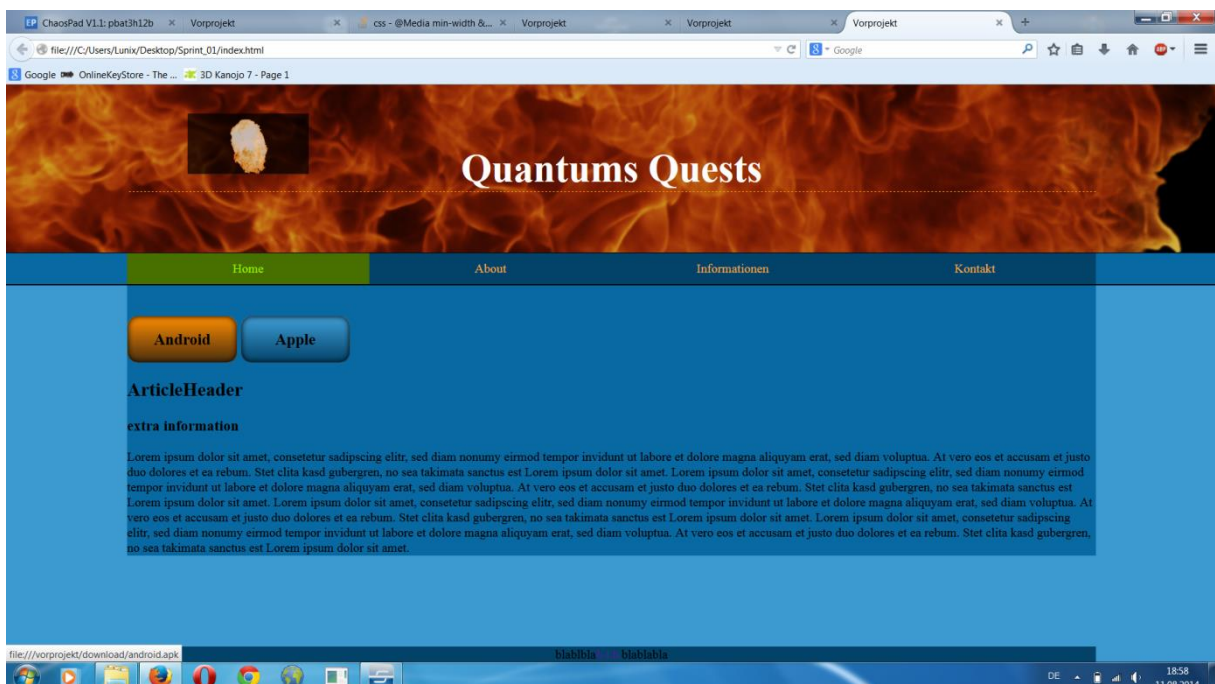 ChaosPad V1.1: pbat3h12b
Vorprojekt
css - @Media min-width &...
Vorprojekt
Vorprojekt
Vorprojekt
file:///C:/Users/Lunix/Desktop/Sprint_01/index.html
Google
Google
OnlineKeyStore - The ...
3D Kanojo 7 - Page 1
Quantums Quests
Home
About
Informationen
Kontakt
Android
Apple
ArticleHeader
extra information
Lorem ipsum dolor sit amet, consetetur sadipscing elitr, sed diam nonumy eirmod tempor invidunt ut labore et dolore magna aliquyam erat, sed diam voluptua. At vero eos et accusam et justo
duo dolores et ea rebum. Stet clita kasd gubergren, no sea takimata sanctus est Lorem ipsum dolor sit amet. Lorem ipsum dolor sit amet, consetetur sadipscing elitr, sed diam nonumy eirmod
tempor invidunt ut labore et dolore magna aliquyam erat, sed diam voluptua. At vero eos et accusam et justo duo dolores et ea rebum. Stet clita kasd gubergren, no sea takimata sanctus est
Lorem ipsum dolor sit amet. Lorem ipsum dolor sit amet, consetetur sadipscing elitr, sed diam nonumy eirmod tempor invidunt ut labore et dolore magna aliquyam erat, sed diam voluptua. At
vero eos et accusam et justo duo dolores et ea rebum. Stet clita kasd gubergren, no sea takimata sanctus est Lorem ipsum dolor sit amet. Lorem ipsum dolor sit amet, consetetur sadipscing
elitr, sed diam nonumy eirmod tempor invidunt ut labore et dolore magna aliquyam erat, sed diam voluptua. At vero eos et accusam et justo duo dolores et ea rebum. Stet clita kasd gubergren,
no sea takimata sanctus est Lorem ipsum dolor sit amet.
file:///vorprojekt/download/android.apk
blablbla
blablabla
DE
18:58
11.08.2014